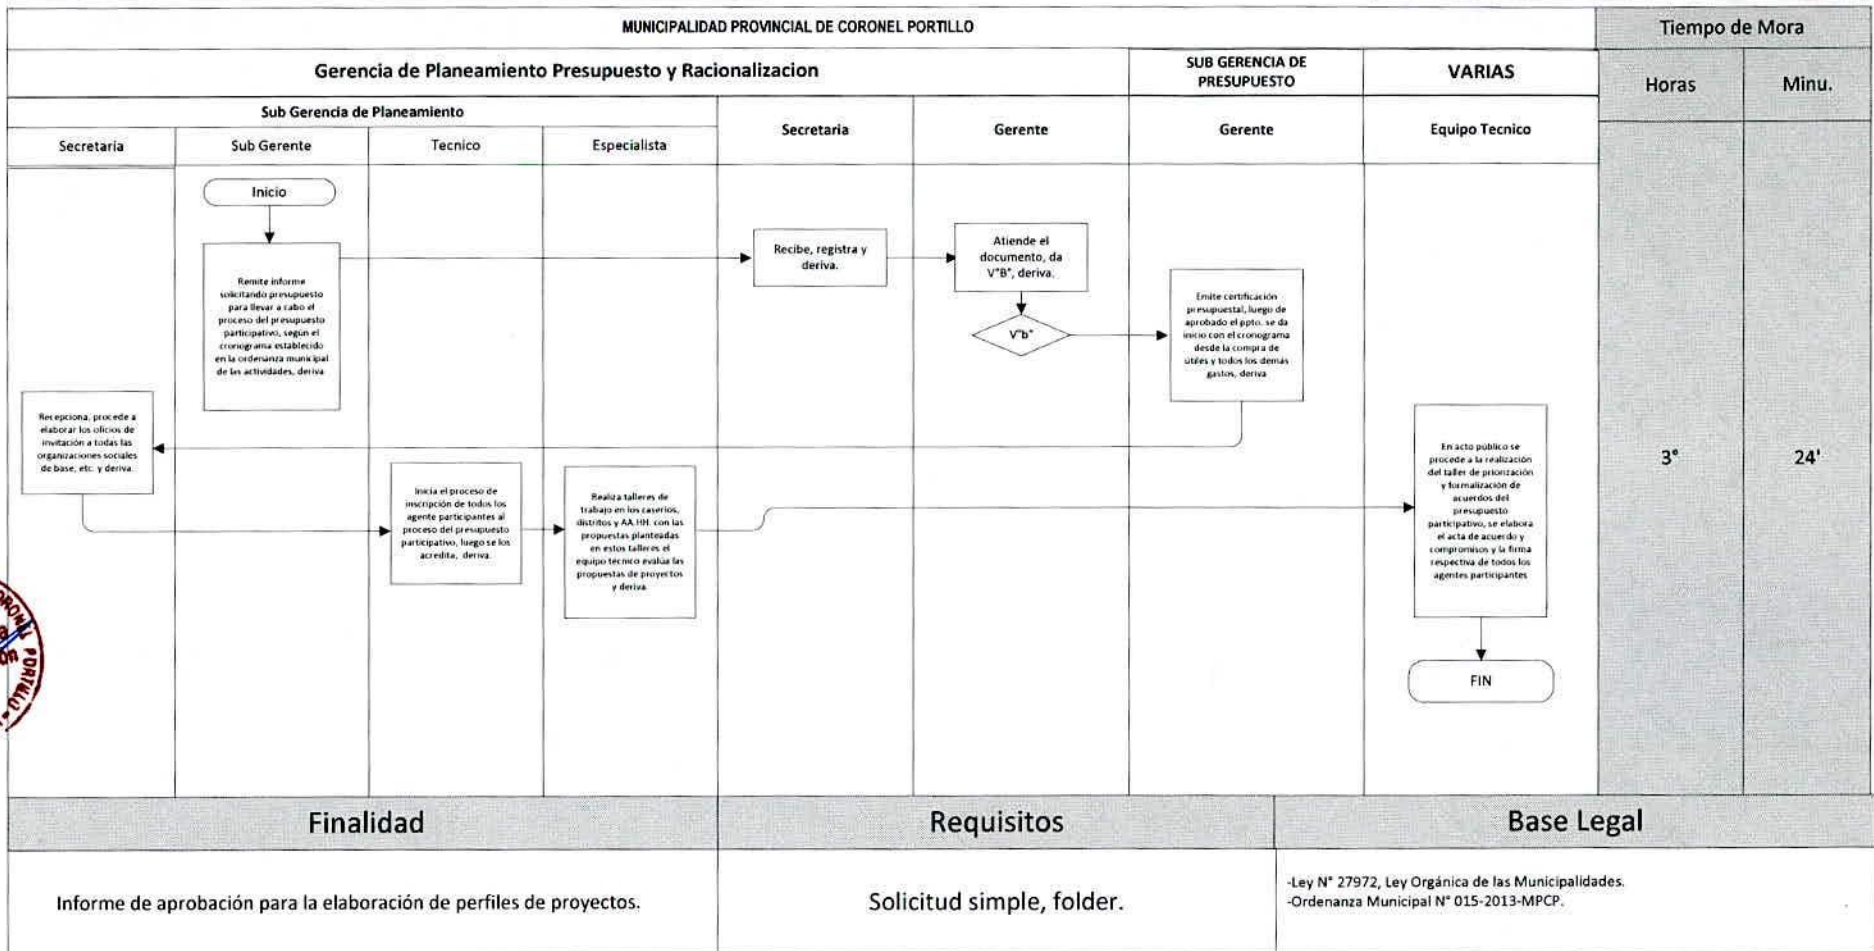 MUNICIPALIDAD PROVINCIAL DE CORONEL PORTILLO
Tiempo de Mora
Gerencia de Planeamiento Presupuesto y Racionalizacion
SUB GERENCIA DE
PRESUPUESTO
VARIAS
Horas
Minu.
Sub Gerencia de Planeamiento
Secretaria
Gerente
Gerente
Equipo Tecnico
Secretaria
Sub Gerente
Tecnico
Especialista
Inicio
Remite informe
solicitando presupuesto
para llevar a cabo el
proceso del presupuesto
participativo, según el
cronograma establecido
en la ordenanza municipal
de las actividades, deriva
Recibe, registra y
deriva.
Atiende el
documento, da
V°B°, deriva.
V°b°
Emite certificación
presupuestal, luego de
aprobado el ppto. se da
inicio con el cronograma
desde la compra de
útiles y todos los demás
gastos, deriva
Recepciona, procede a
elaborar los oficios de
invitación a todas las
organizaciones sociales
de base, etc. y deriva.
Inicia el proceso de
inscripción de todos los
agente participantes al
proceso del presupuesto
participativo, luego se los
acredita, deriva.
Realiza talleres de
trabajo en los caseríos,
distritos y AA.HH. con las
propuestas planteadas
en estos talleres el
equipo técnico evalúa las
propuestas de proyectos
y deriva.
En acto público se
procede a la realización
del taller de priorización
y formalización de
acuerdos del
presupuesto
participativo, se elabora
el acta de acuerdo y
compromisos y la firma
respectiva de todos los
agentes participantes
3°
24'
FIN
CORONEL PORTILLO
Finalidad
Requisitos
Base Legal
Informe de aprobación para la elaboración de perfiles de proyectos.
Solicitud simple, folder.
-Ley N° 27972, Ley Orgánica de las Municipalidades.
-Ordenanza Municipal N° 015-2013-MPCP.